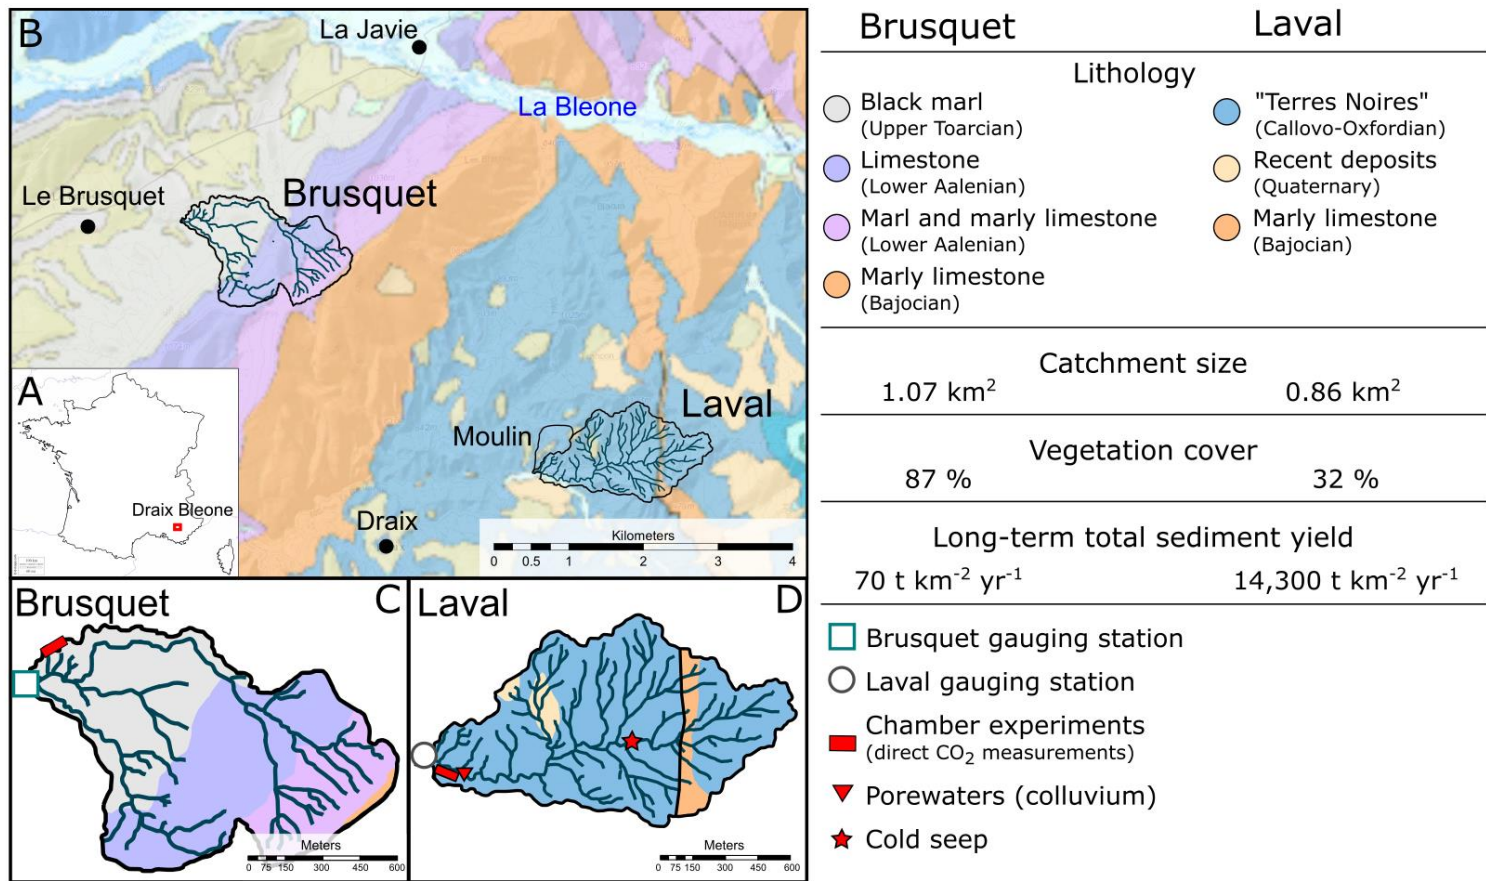 B
La Javie
La Bleone
Le Brusquet
Brusquet
Laval
Moulin
Draix
Kilometers
0 0.5 1 2 3 4
A
Draix Bleone
Brusquet
C
Meters
0 75 150 300 450 600
Laval
D
Meters
0 75 150 300 450 600
Brusquet Laval
Lithology
Black marl
(Upper Toarcian)
Limestone
(Lower Aalenian)
Marl and marly limestone
(Lower Aalenian)
Marly limestone
(Bajocian)
"Terres Noires"
(Callovo-Oxfordian)
Recent deposits
(Quaternary)
Marly limestone
(Bajocian)
Catchment size
1.07 km² 0.86 km²
Vegetation cover
87 % 32 %
Long-term total sediment yield
70 t km⁻² yr⁻¹ 14,300 t km⁻² yr⁻¹
Brusquet gauging station
Laval gauging station
Chamber experiments
(direct CO₂ measurements)
Porewaters (colluvium)
Cold seep